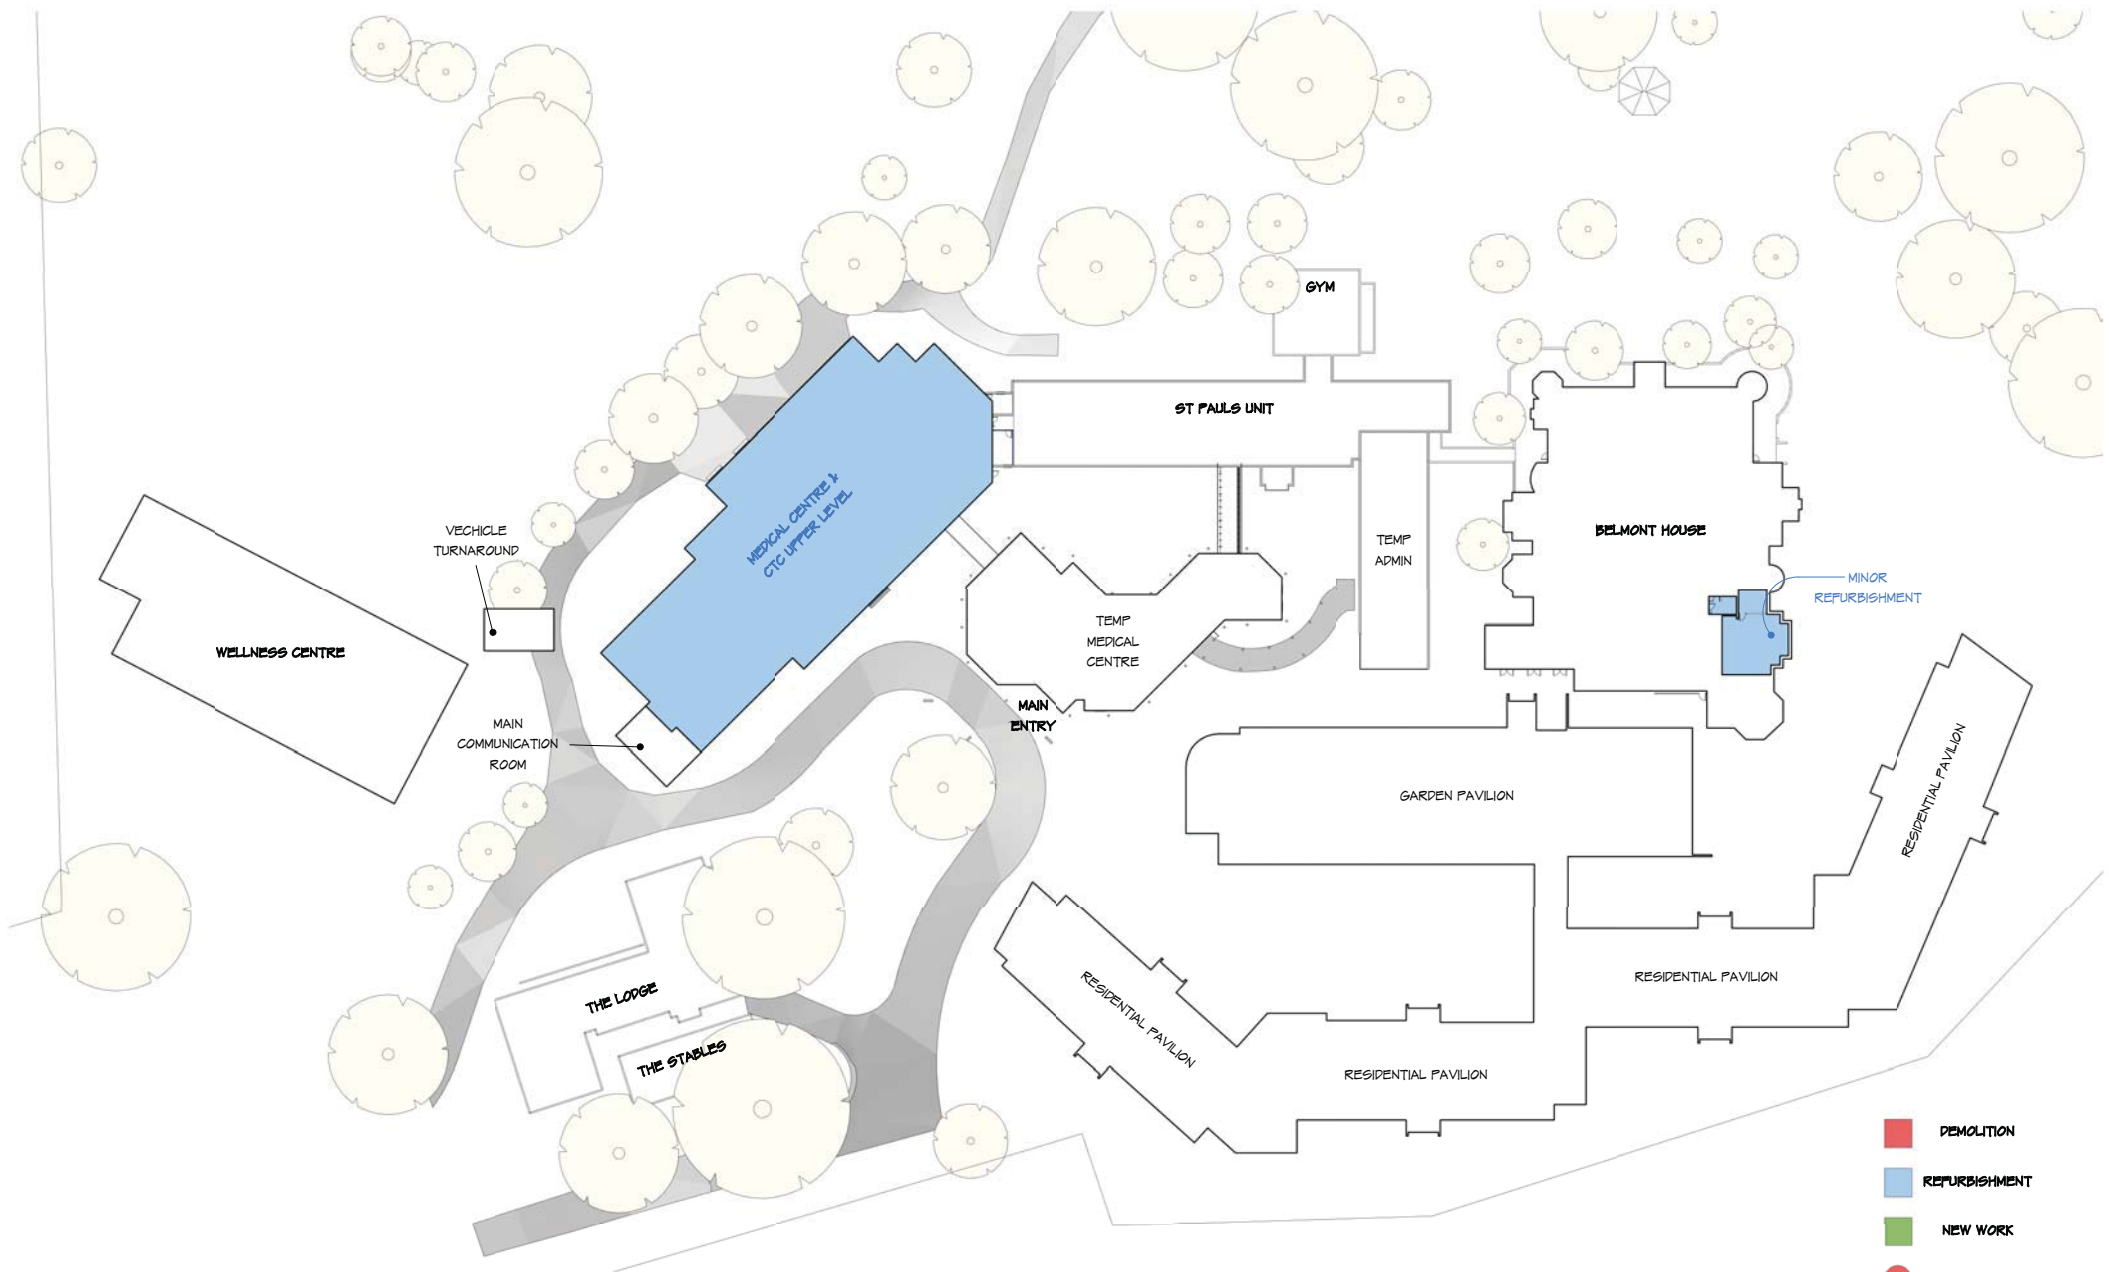 GYM
ST PAULS UNIT
MEDICAL CENTRE &
CTC UPPER LEVEL
VECHICLE
TURNAROUND
BELMONT HOUSE
TEMP
ADMIN
MINOR
REFURBISHMENT
WELLNESS CENTRE
TEMP
MEDICAL
CENTRE
MAIN
ENTRY
MAIN
COMMUNICATION
ROOM
GARDEN PAVILION
RESIDENTIAL PAVILION
RESIDENTIAL PAVILION
RESIDENTIAL PAVILION
RESIDENTIAL PAVILION
THE LODGE
THE STABLES
DEMOLITION
REFURBISHMENT
NEW WORK